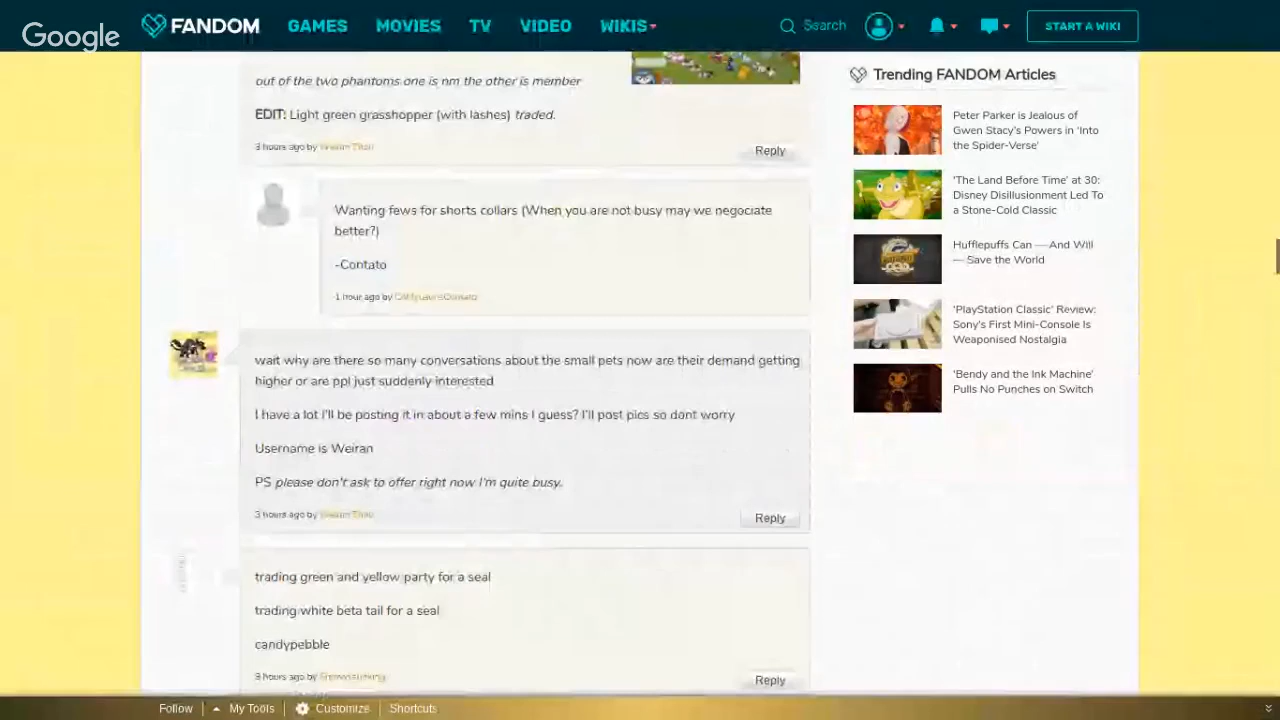 Google
FANDOM GAMES MOVIES TV VIDEO WIKIS Search START A WIKI
out of the two phantoms one is nm the other is member
EDIT: Light green grasshopper (with lashes) traded.
3 hours ago by
Reply
Wanting fews for shorts collars (When you are not busy may we negotiate
better?)
-Contato
1 hour ago by
wait why are there so many conversations about the small pets now are their demand getting
higher or are ppl just suddenly interested
I have a lot I'll be posting it in about a few mins I guess? I'll post pics so dont worry
Username is Weiran
PS please don't ask to offer right now I'm quite busy.
3 hours ago by
Reply
trading green and yellow party for a seal
trading white beta tail for a seal
candypebble
3 hours ago by
Reply
Trending FANDOM Articles
Peter Parker is Jealous of
Gwen Stacy's Powers in 'Into
the Spider-Verse'
'The Land Before Time' at 30:
Disney Disillusionment Led To
a Stone-Cold Classic
Hufflepuffs Can — And Will
— Save the World
'PlayStation Classic' Review:
Sony's First Mini-Console Is
Weaponised Nostalgia
'Bendy and the Ink Machine'
Pulls No Punches on Switch
Follow My Tools Customize Shortcuts